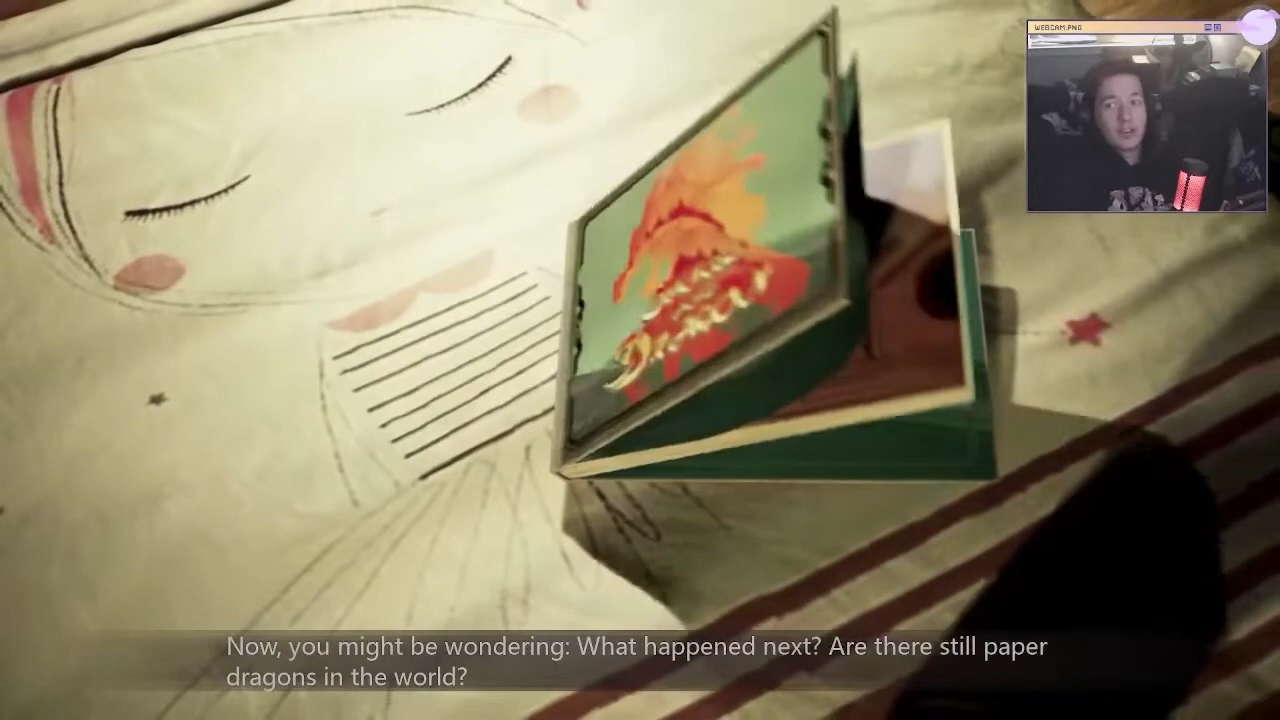 WEBCAM.PNG
Now, you might be wondering: What happened next? Are there still paper
dragons in the world?